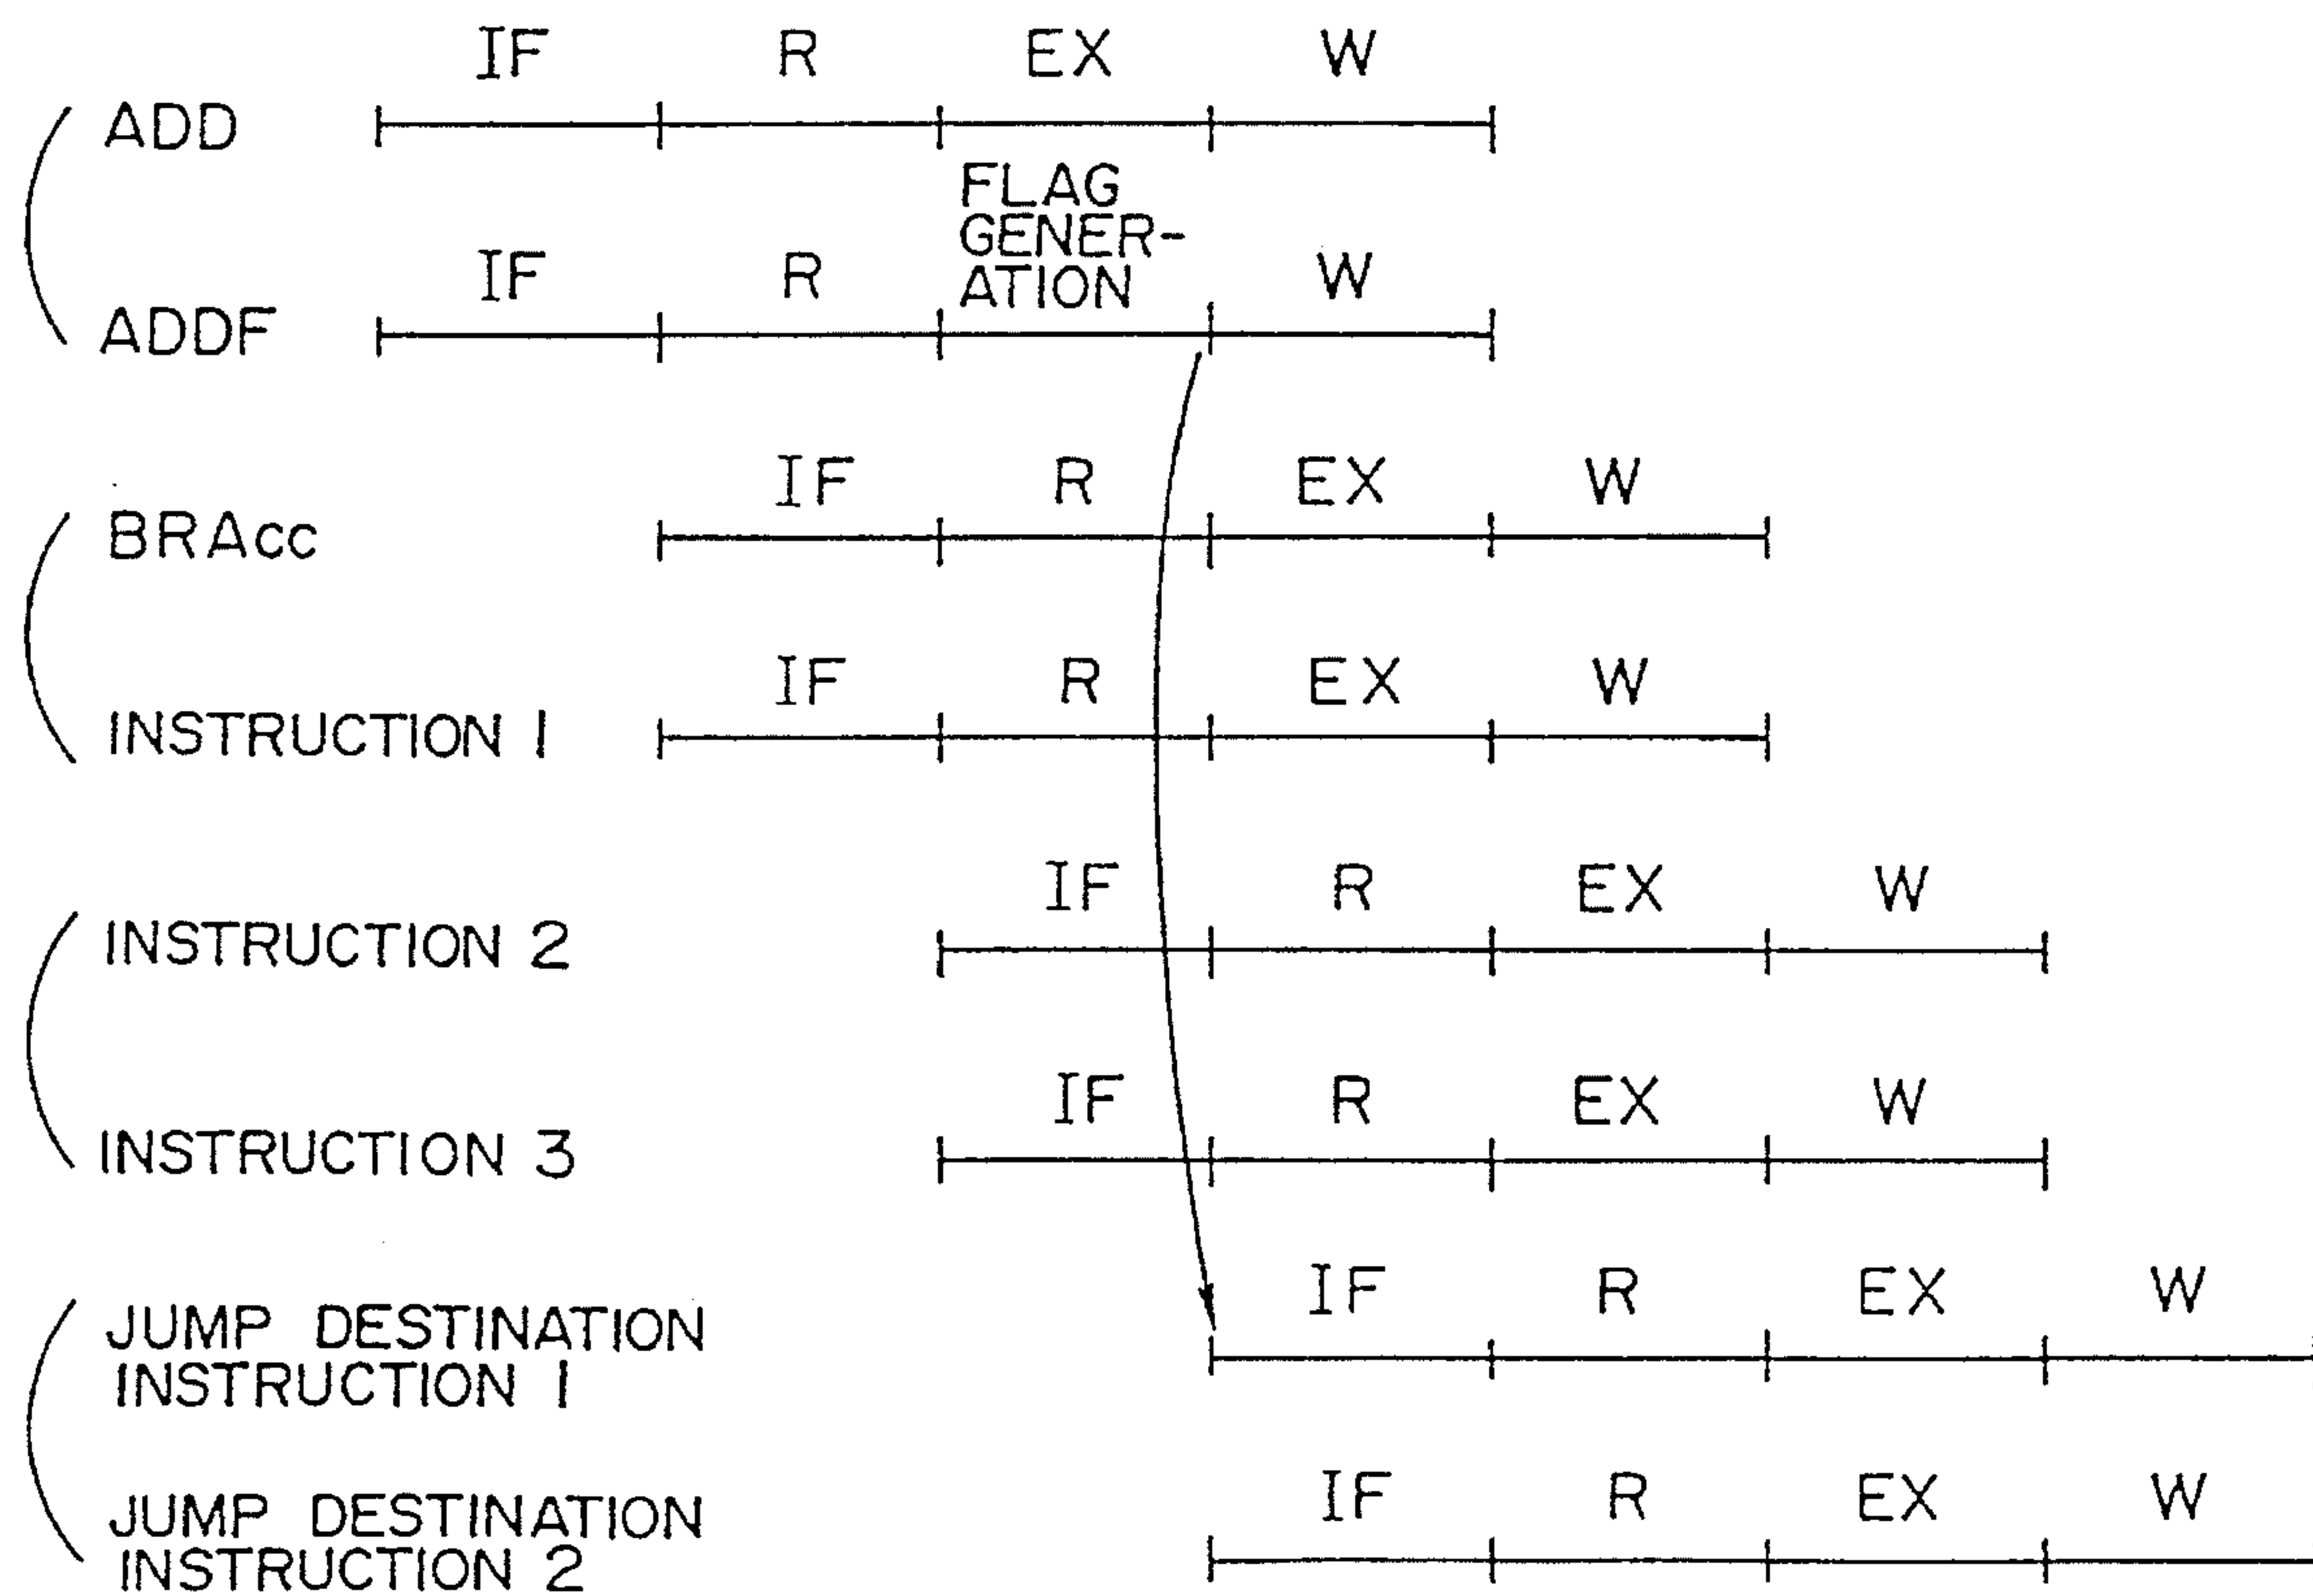 IF R EX W
ADD
FLAG
GENER-
IF R ATION W
ADDF
IF R EX W
BRAcc
IF R EX W
INSTRUCTION 1
IF R EX W
INSTRUCTION 2
IF R EX W
INSTRUCTION 3
IF R EX W
JUMP DESTINATION
INSTRUCTION 1
IF R EX W
JUMP DESTINATION
INSTRUCTION 2